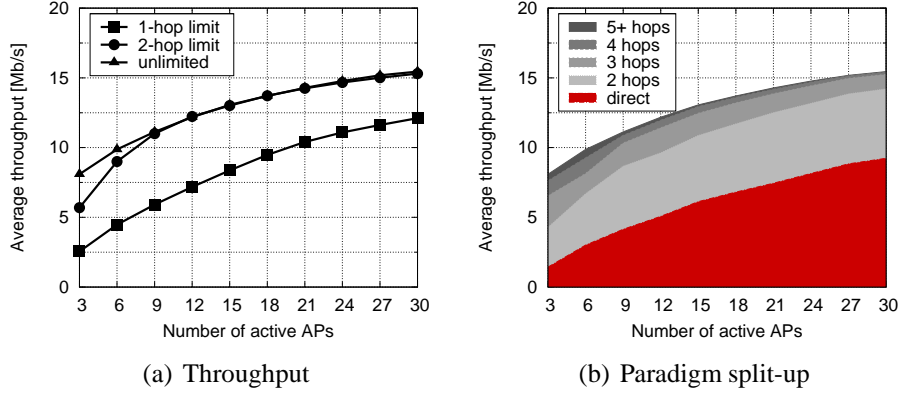 20
15
10
5
0
Average throughput [Mb/s]
1-hop limit
2-hop limit
unlimited
3 6 9 12 15 18 21 24 27 30
Number of active APs
(a) Throughput
20
15
10
5
0
Average throughput [Mb/s]
5+ hops
4 hops
3 hops
2 hops
direct
3 6 9 12 15 18 21 24 27 30
Number of active APs
(b) Paradigm split-up